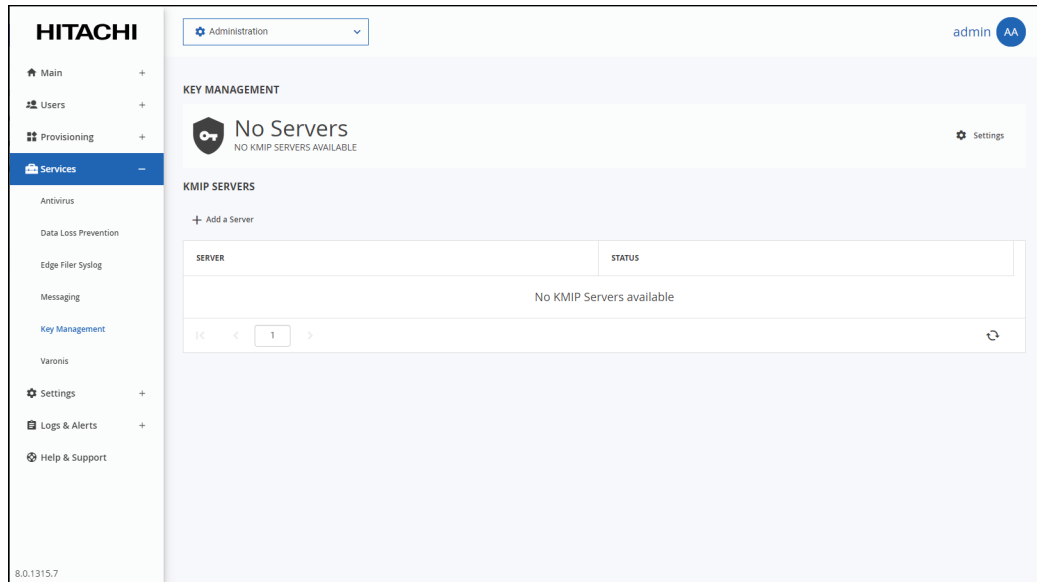 HITACHI
Administration
admin AA
Main
Users
Provisioning
Services
Antivirus
Data Loss Prevention
Edge Filer Syslog
Messaging
Key Management
Varonis
Settings
Logs & Alerts
Help & Support
8.0.1315.7
KEY MANAGEMENT
No Servers
NO KMIP SERVERS AVAILABLE
Settings
KMIP SERVERS
+ Add a Server
SERVER STATUS
No KMIP Servers available
1